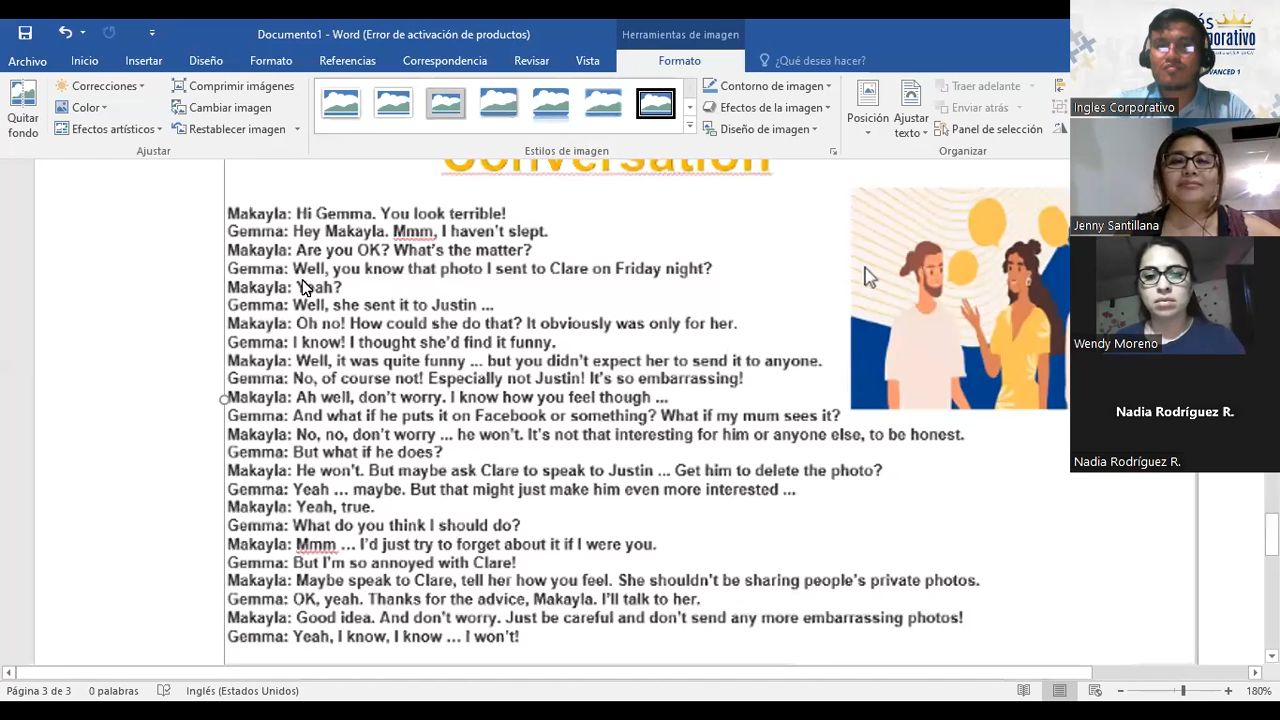 Documento1 - Word (Error de activación de productos)
Herramientas de imagen
Archivo Inicio Insertar Diseño Formato Referencias Correspondencia Revisar Vista Formato ¿Qué desea hacer?
Quitar fondo
Correcciones
Color
Efectos artísticos
Comprimir imágenes
Cambiar imagen
Restablecer imagen
Ajustar
Estilos de imagen
Contorno de imagen
Efectos de la imagen
Diseño de imagen
Posición
Ajustar texto
Traer adelante
Enviar atrás
Panel de selección
Organizar
Conversation
Makayla: Hi Gemma. You look terrible!
Gemma: Hey Makayla. Mmm, I haven't slept.
Makayla: Are you OK? What's the matter?
Gemma: Well, you know that photo I sent to Clare on Friday night?
Makayla: Yeah?
Gemma: Well, she sent it to Justin ...
Makayla: Oh no! How could she do that? It obviously was only for her.
Gemma: I know! I thought she'd find it funny.
Makayla: Well, it was quite funny ... but you didn't expect her to send it to anyone.
Gemma: No, of course not! Especially not Justin! It's so embarrassing!
Makayla: Ah well, don't worry. I know how you feel though ...
Gemma: And what if he puts it on Facebook or something? What if my mum sees it?
Makayla: No, no, don't worry ... he won't. It's not that interesting for him or anyone else, to be honest.
Gemma: But what if he does?
Makayla: He won't. But maybe ask Clare to speak to Justin ... Get him to delete the photo?
Gemma: Yeah ... maybe. But that might just make him even more interested ...
Makayla: Yeah, true.
Gemma: What do you think I should do?
Makayla: Mmm ... I'd just try to forget about it if I were you.
Gemma: But I'm so annoyed with Clare!
Makayla: Maybe speak to Clare, tell her how you feel. She shouldn't be sharing people's private photos.
Gemma: OK, yeah. Thanks for the advice, Makayla. I'll talk to her.
Makayla: Good idea. And don't worry. Just be careful and don't send any more embarrassing photos!
Gemma: Yeah, I know, I know ... I won't!
Página 3 de 3 0 palabras Inglés (Estados Unidos) 180%
Ingles Corporativo
Jenny Santillana
Wendy Moreno
Nadia Rodríguez R.
Nadia Rodríguez R.